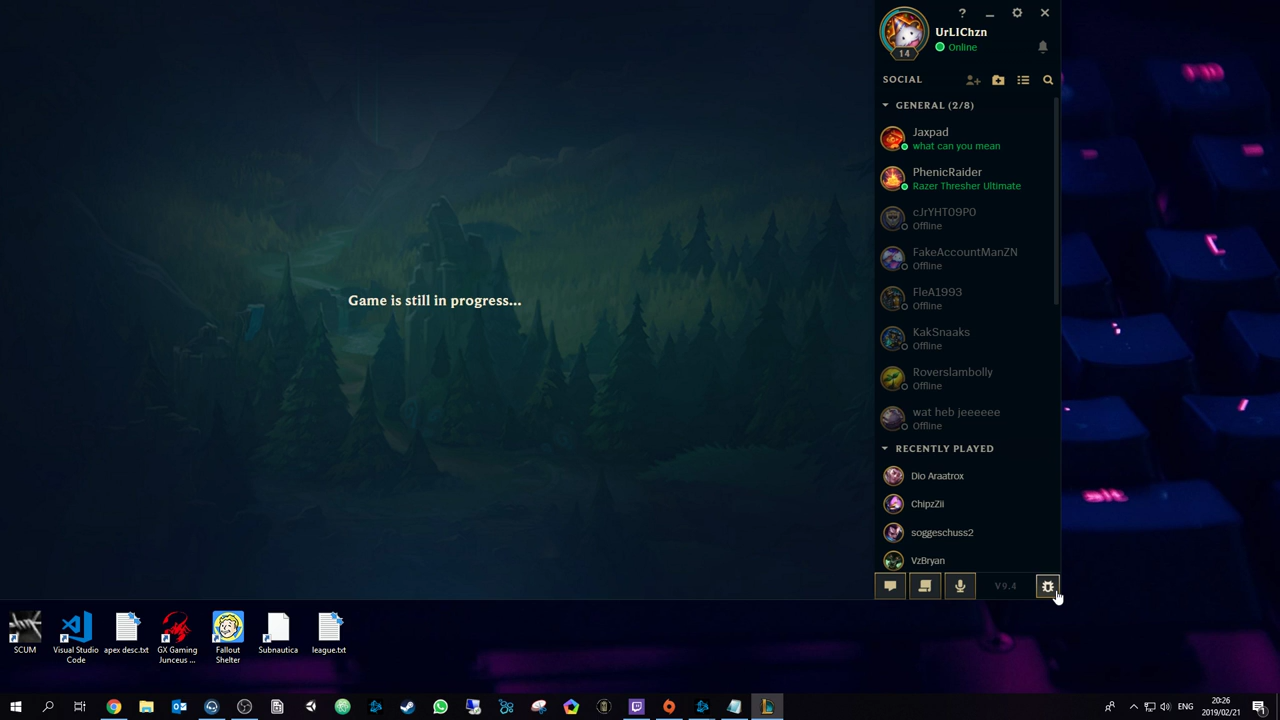 UrLIChzn
Online
14
SOCIAL
GENERAL (2/8)
Jaxpad
what can you mean
PhenicRaider
Razer Thresher Ultimate
cJrYHTO9P0
Offline
FakeAccountManZN
Offline
FleA1993
Offline
KakSnaaks
Offline
Roverslambolly
Offline
wat heb jeeeeee
Offline
RECENTLY PLAYED
Dio Araatrox
ChipzZii
soggeschuss2
VzBryan
V9.4
Game is still in progress...
SCUM
Visual Studio
Code
apex desc.txt
GX Gaming
Junceus ...
Fallout
Shelter
Subnautica
league.txt
ENG
20:26
2019/02/21